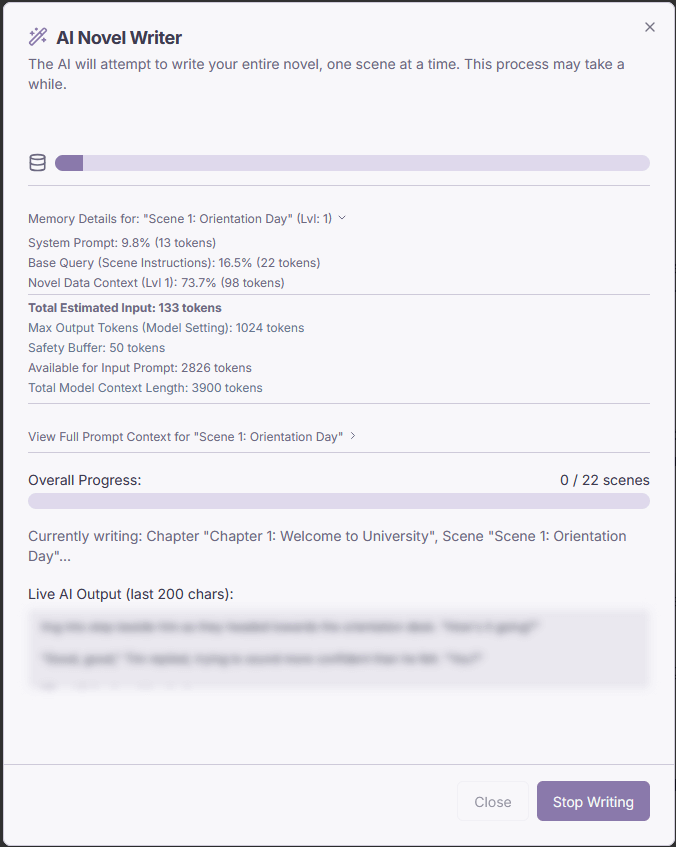 AI Novel Writer
The AI will attempt to write your entire novel, one scene at a time. This process may take a
while.
Memory Details for: "Scene 1: Orientation Day" (Lvl: 1)
System Prompt: 9.8% (13 tokens)
Base Query (Scene Instructions): 16.5% (22 tokens)
Novel Data Context (Lvl 1): 73.7% (98 tokens)
Total Estimated Input: 133 tokens
Max Output Tokens (Model Setting): 1024 tokens
Safety Buffer: 50 tokens
Available for Input Prompt: 2826 tokens
Total Model Context Length: 3900 tokens
View Full Prompt Context for "Scene 1: Orientation Day"
Overall Progress: 0 / 22 scenes
Currently writing: Chapter "Chapter 1: Welcome to University", Scene "Scene 1: Orientation
Day"...
Live AI Output (last 200 chars):
Close Stop Writing